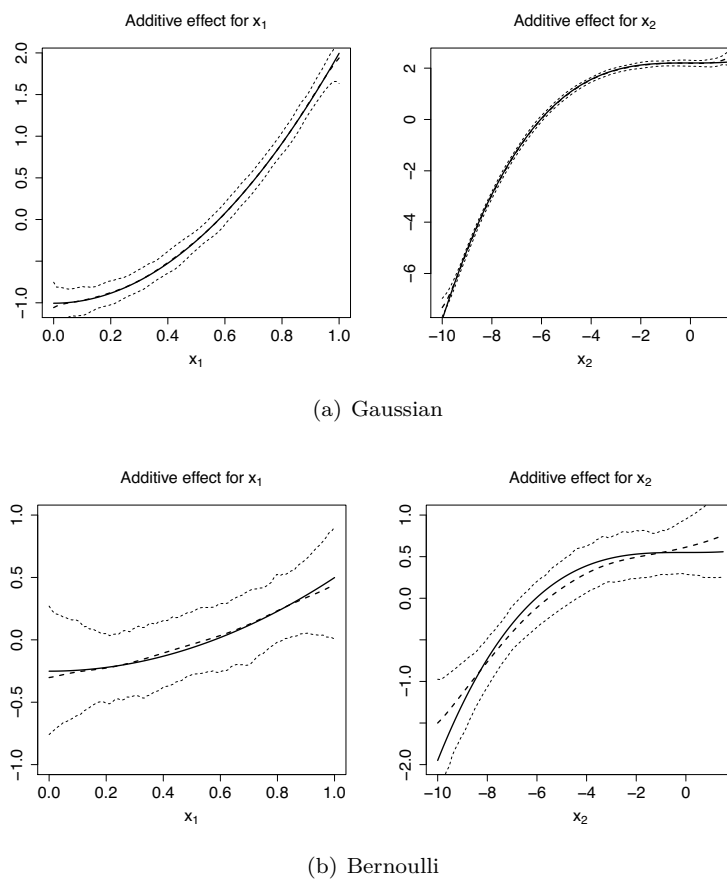 Additive effect for x₁
Additive effect for x₂
2.0
1.5
1.0
0.5
0.0
−1.0
0.0 0.2 0.4 0.6 0.8 1.0
x₁
2
0
−2
−4
−6
−10 −8 −6 −4 −2 0
x₂
(a) Gaussian
Additive effect for x₁
Additive effect for x₂
1.0
0.5
0.0
−0.5
−1.0
0.0 0.2 0.4 0.6 0.8 1.0
x₁
1.0
0.5
0.0
−1.0
−2.0
−10 −8 −6 −4 −2 0
x₂
(b) Bernoulli